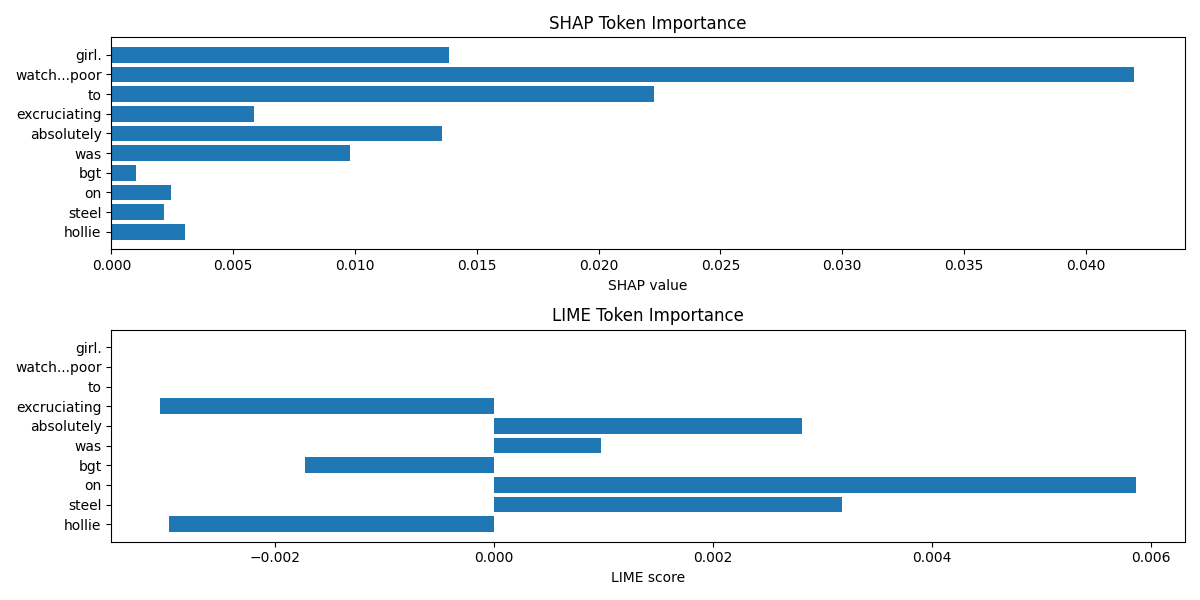 SHAP Token Importance
girl.
watch...poor
to
excruciating
absolutely
was
bgt
on
steel
hollie
0.000 0.005 0.010 0.015 0.020 0.025 0.030 0.035 0.040
SHAP value
LIME Token Importance
girl.
watch...poor
to
excruciating
absolutely
was
bgt
on
steel
hollie
−0.002 0.000 0.002 0.004 0.006
LIME score